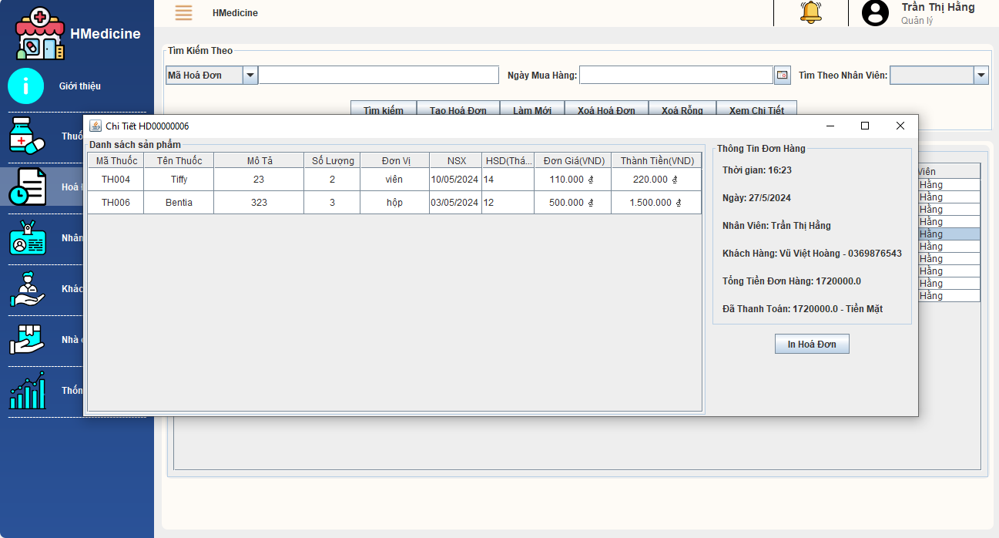 HMedicine
HMedicine
Trần Thị Hằng
Quản lý
Giới thiệu
Thuố
Hoá
Nhân
Khác
Nhà
Thốn
Tìm Kiếm Theo
Mã Hoá Đơn
Ngày Mua Hàng:
Tìm Theo Nhân Viên:
Tìm kiếm Tạo Hoá Đơn Làm Mới Xoá Hoá Đơn Xoá Rỗng Xem Chi Tiết
Chi Tiết HD00000006
Danh sách sản phẩm
Mã Thuốc Tên Thuốc Mô Tả Số Lượng Đơn Vị NSX HSD(Thá... Đơn Giá(VND) Thành Tiền(VND)
TH004 Tiffy 23 2 viên 10/05/2024 14 110.000 ₫ 220.000 ₫
TH006 Bentia 323 3 hộp 03/05/2024 12 500.000 ₫ 1.500.000 ₫
Thông Tin Đơn Hàng
Thời gian: 16:23
Ngày: 27/5/2024
Nhân Viên: Trần Thị Hằng
Khách Hàng: Vũ Việt Hoàng - 0369876543
Tổng Tiền Đơn Hàng: 1720000.0
Đã Thanh Toán: 1720000.0 - Tiền Mặt
In Hoá Đơn
Viên
Hằng
Hằng
Hằng
Hằng
Hằng
Hằng
Hằng
Hằng
Hằng
Hằng